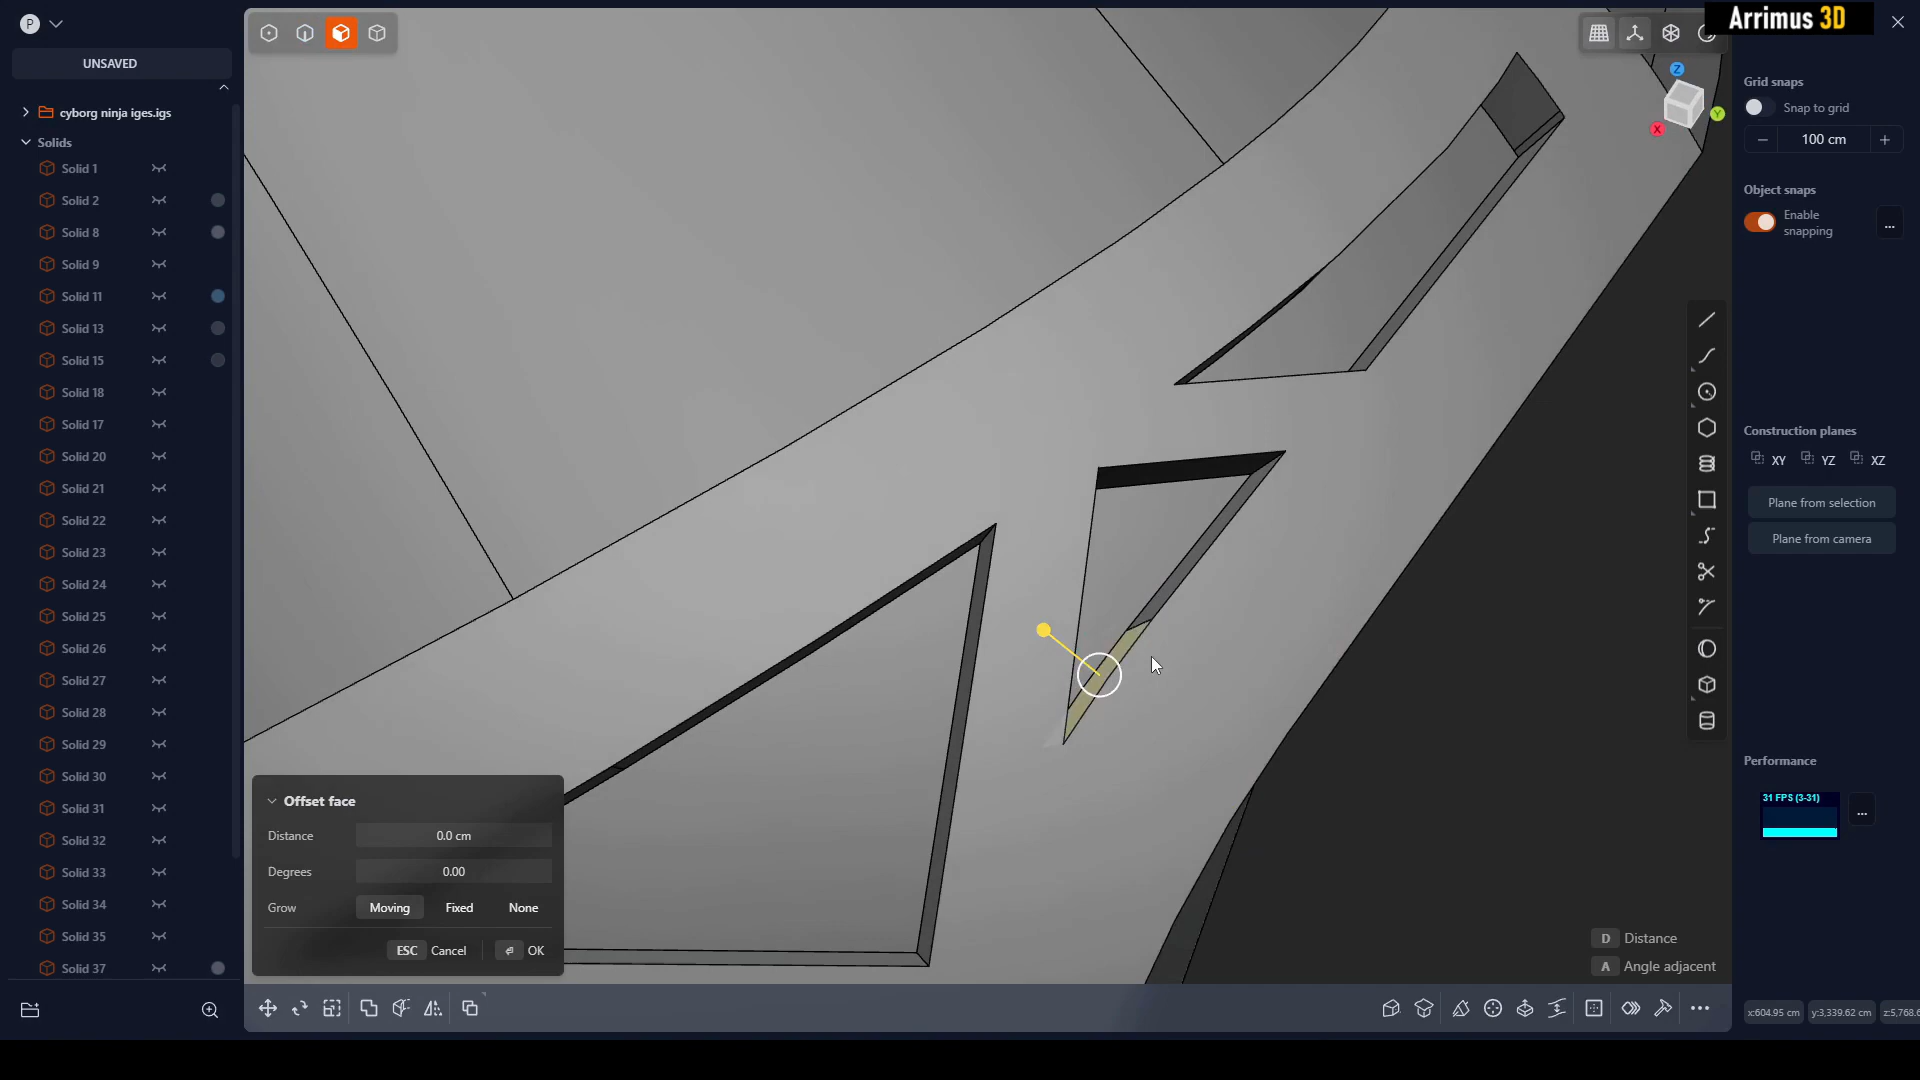 P
UNSAVED
cyborg ninja iges.igs
Solids
Solid 1
Solid 2
Solid 8
Solid 9
Solid 11
Solid 13
Solid 15
Solid 18
Solid 17
Solid 20
Solid 21
Solid 22
Solid 23
Solid 24
Solid 25
Solid 26
Solid 27
Solid 28
Solid 29
Solid 30
Solid 31
Solid 32
Solid 33
Solid 34
Solid 35
Solid 37
Offset face
Distance 0.0 cm
Degrees 0.00
Grow Moving Fixed None
ESC Cancel OK
D Distance
A Angle adjacent
Arrimus 3D
Z
Y
X
Grid snaps
Snap to grid
100 cm
Object snaps
Enable
snapping
...
Construction planes
XY YZ XZ
Plane from selection
Plane from camera
Performance
31 FPS (3-31)
...
x:604.95 cm y:3,339.62 cm z:5,768.6